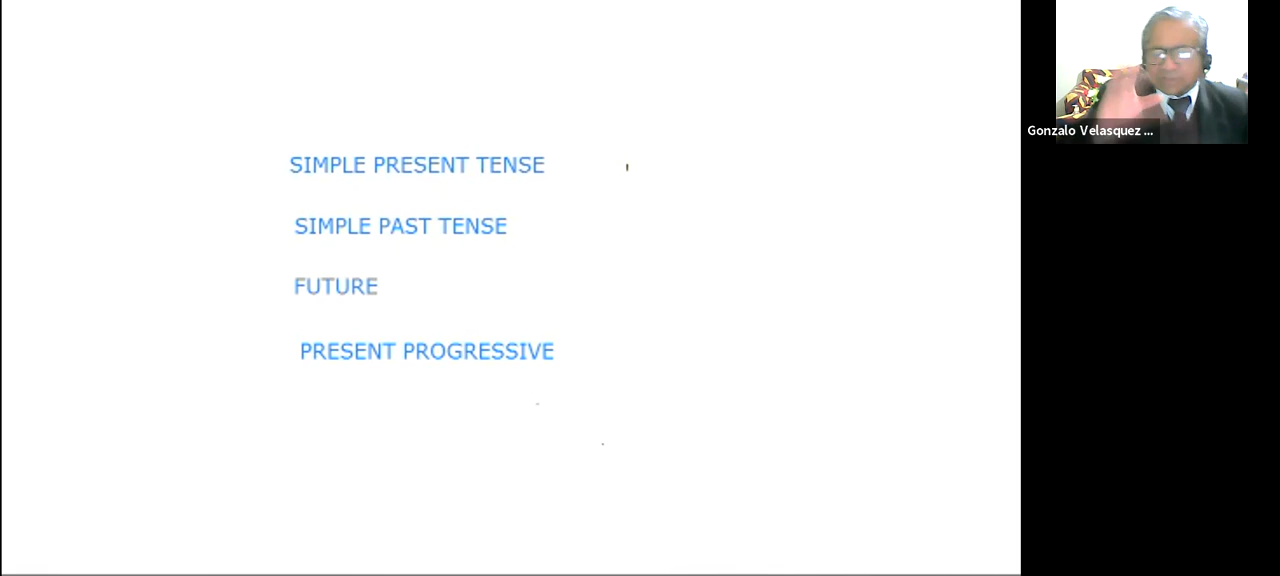 SIMPLE PRESENT TENSE
SIMPLE PAST TENSE
FUTURE
PRESENT PROGRESSIVE
Gonzalo Velasquez ...